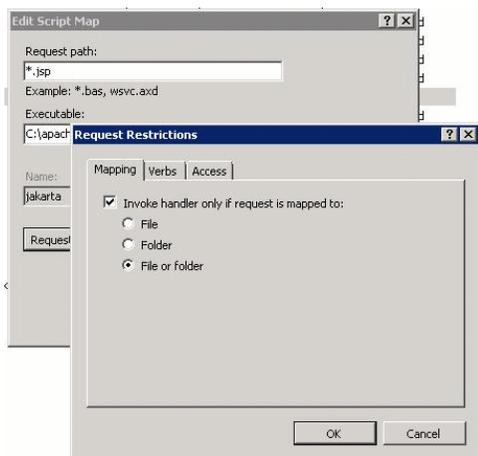 Edit Script Map
Request path:
*.jsp
Example: *.bas, wsvc.axd
Executable:
C:\apach
Name:
jakarta
Request
Request Restrictions
Mapping Verbs Access
Invoke handler only if request is mapped to:
File
Folder
File or folder
OK Cancel